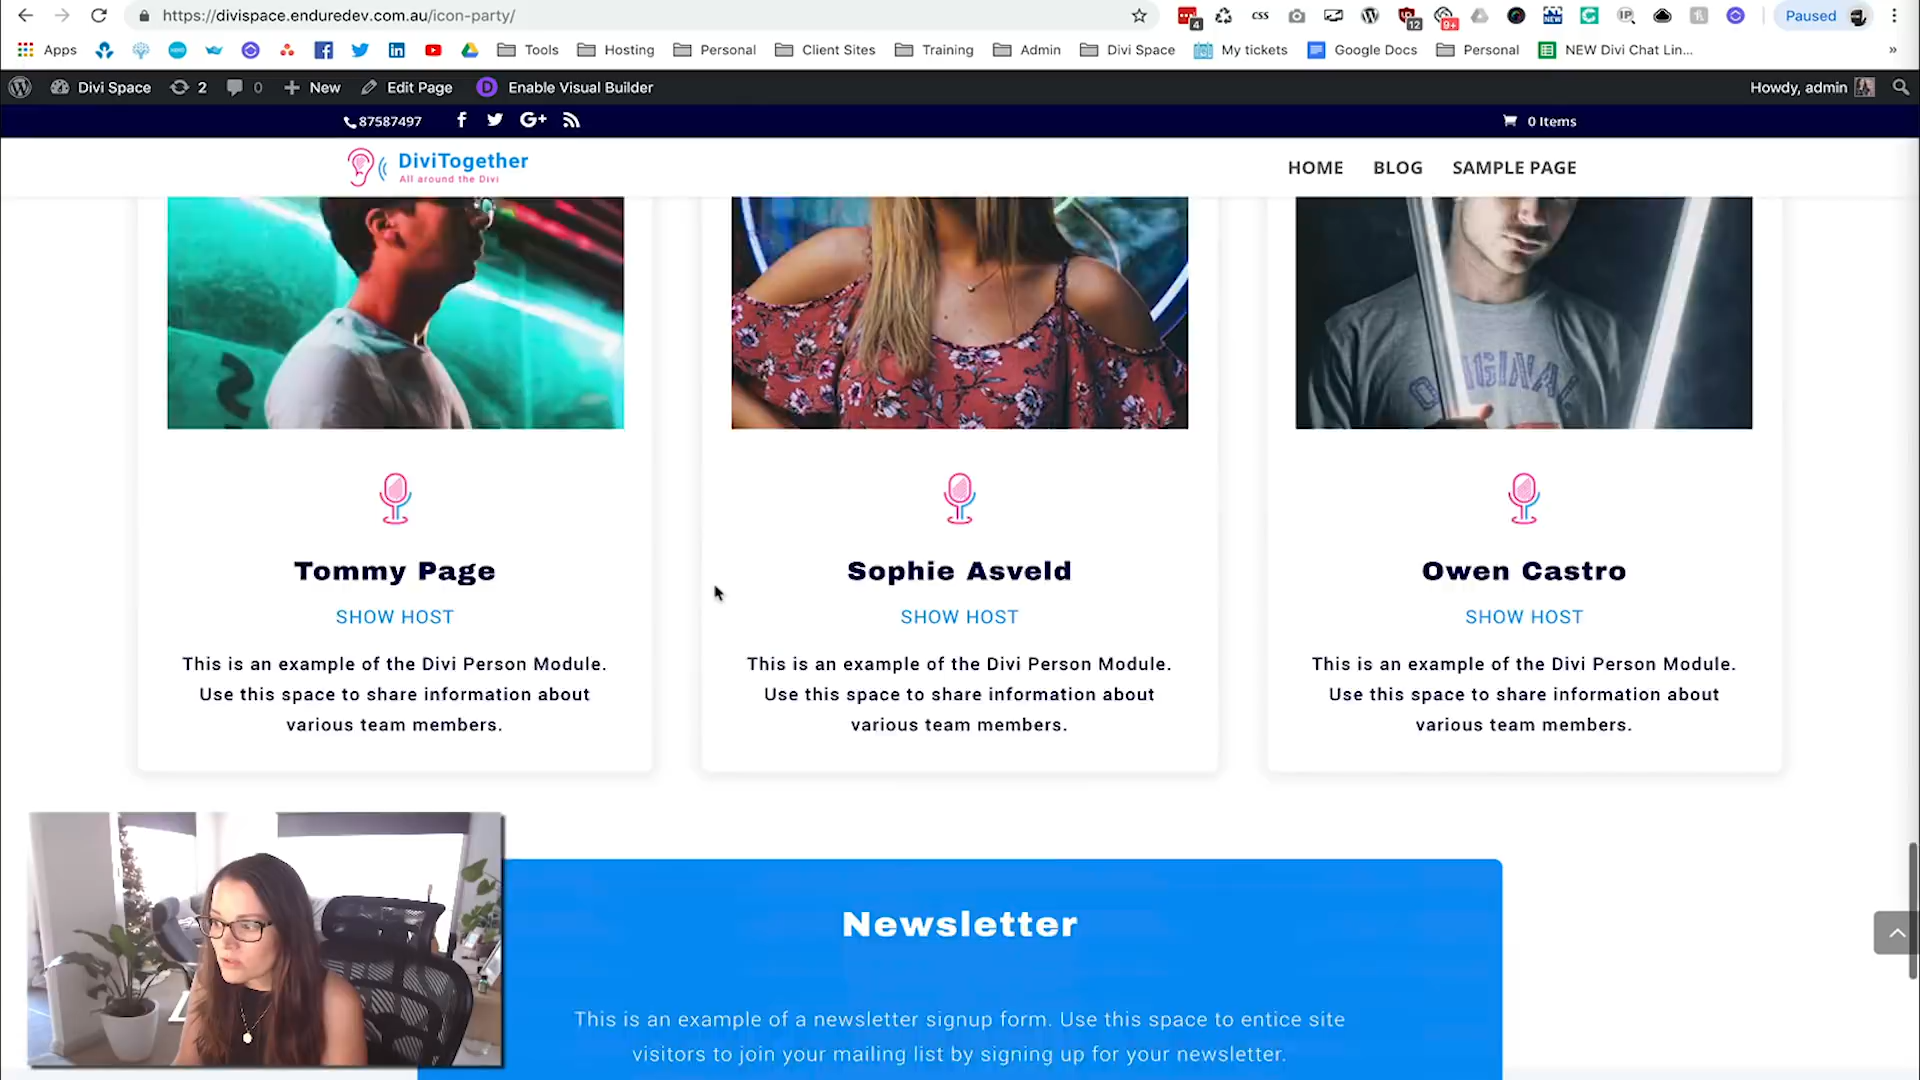 https://divispace.enduredev.com.au/icon-party/
4
CSS
12
9+
NEW
IP
Paused
Apps
Tools
Hosting
Personal
Client Sites
Training
Admin
Divi Space
My tickets
Google Docs
Personal
NEW Divi Chat Lin...
»
Divi Space
2
0
New
Edit Page
D
Enable Visual Builder
Howdy, admin
87587497
0 Items
DiviTogether
All around the Divi
HOME
BLOG
SAMPLE PAGE
Tommy Page
SHOW HOST
This is an example of the Divi Person Module.
Use this space to share information about
various team members.
Sophie Asveld
SHOW HOST
This is an example of the Divi Person Module.
Use this space to share information about
various team members.
ORIGINAL
Owen Castro
SHOW HOST
This is an example of the Divi Person Module.
Use this space to share information about
various team members.
Newsletter
This is an example of a newsletter signup form. Use this space to entice site
visitors to join your mailing list by signing up for your newsletter.